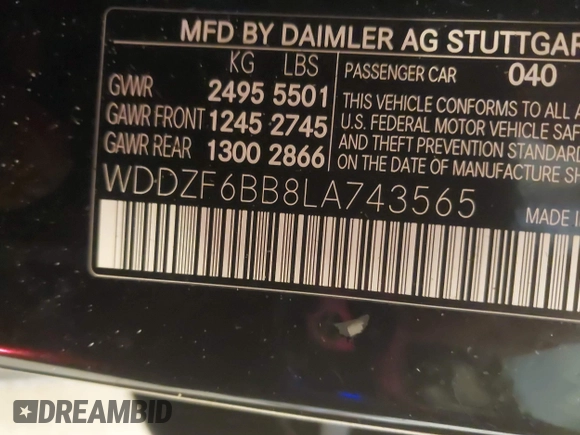 MFD BY DAIMLER AG STUTTGAR
KG LBS
GVWR 2495 5501
GAWR FRONT 1245 2745
GAWR REAR 1300 2866
PASSENGER CAR 040
THIS VEHICLE CONFORMS TO ALL A
U.S. FEDERAL MOTOR VEHICLE SAF
AND THEFT PREVENTION STANDARD
ON THE DATE OF MANUFACTURE SH
WDDZF6BB8LA743565
MADE IN
DREAMBID